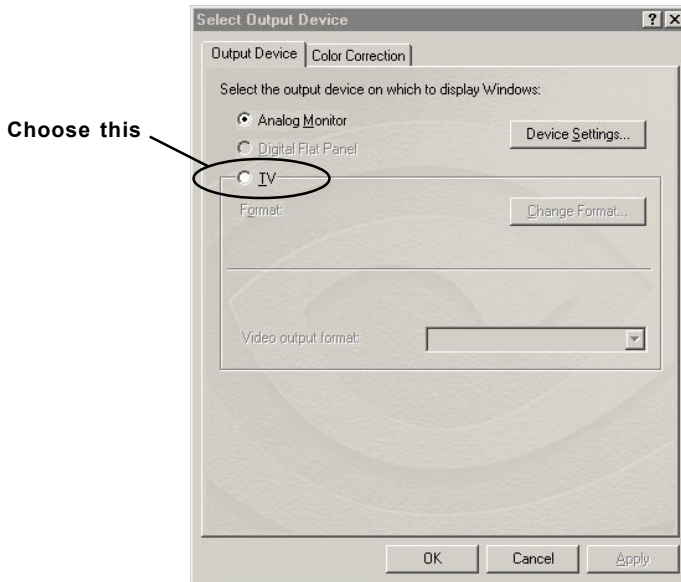 Select Output Device
? X
Output Device Color Correction
Select the output device on which to display Windows:
Choose this
Analog Monitor
Device Settings...
Digital Flat Panel
TV
Format:
Change Format...
Video output format:
OK Cancel Apply